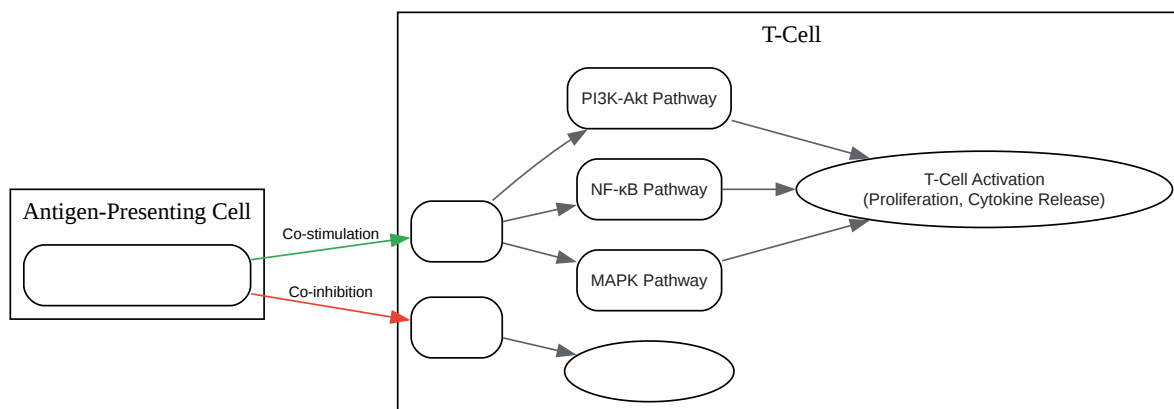 T-Cell
PI3K-Akt Pathway
NF-κB Pathway
T-Cell Activation
(Proliferation, Cytokine Release)
Antigen-Presenting Cell
Co-stimulation
MAPK Pathway
Co-inhibition